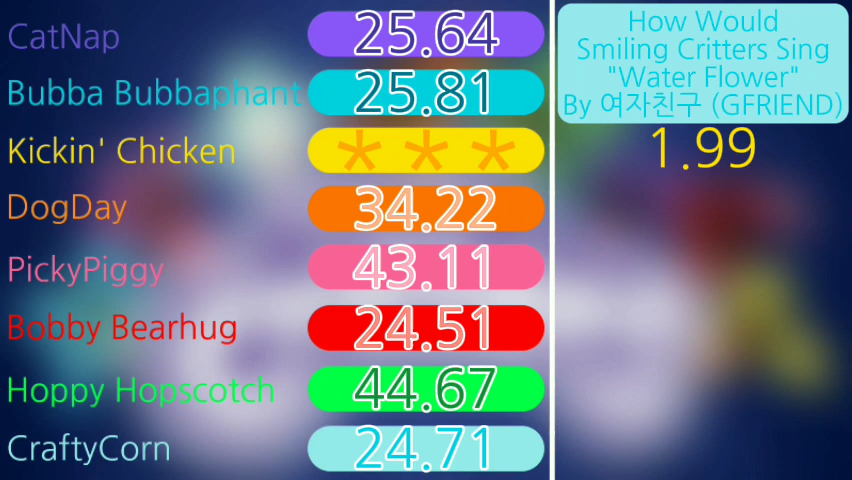 CatNap 25.64
Bubba Bubbaphant 25.81
Kickin' Chicken ***
DogDay 34.22
PickyPiggy 43.11
Bobby Bearhug 24.51
Hoppy Hopscotch 44.67
CraftyCorn 24.71
How Would
Smiling Critters Sing
"Water Flower"
By 여자친구 (GFRIEND)
1.99